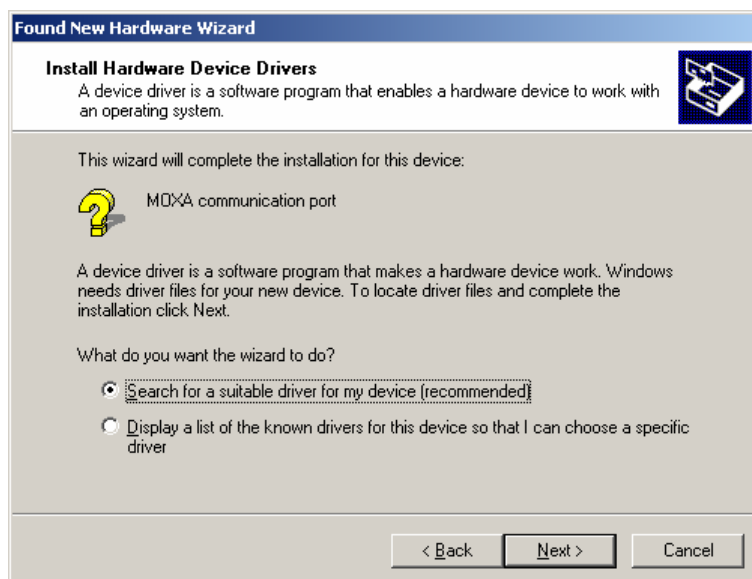 Found New Hardware Wizard
Install Hardware Device Drivers
A device driver is a software program that enables a hardware device to work with
an operating system.
This wizard will complete the installation for this device:
MOXA communication port
A device driver is a software program that makes a hardware device work. Windows
needs driver files for your new device. To locate driver files and complete the
installation click Next.
What do you want the wizard to do?
Search for a suitable driver for my device (recommended)
Display a list of the known drivers for this device so that I can choose a specific
driver
< Back Next > Cancel